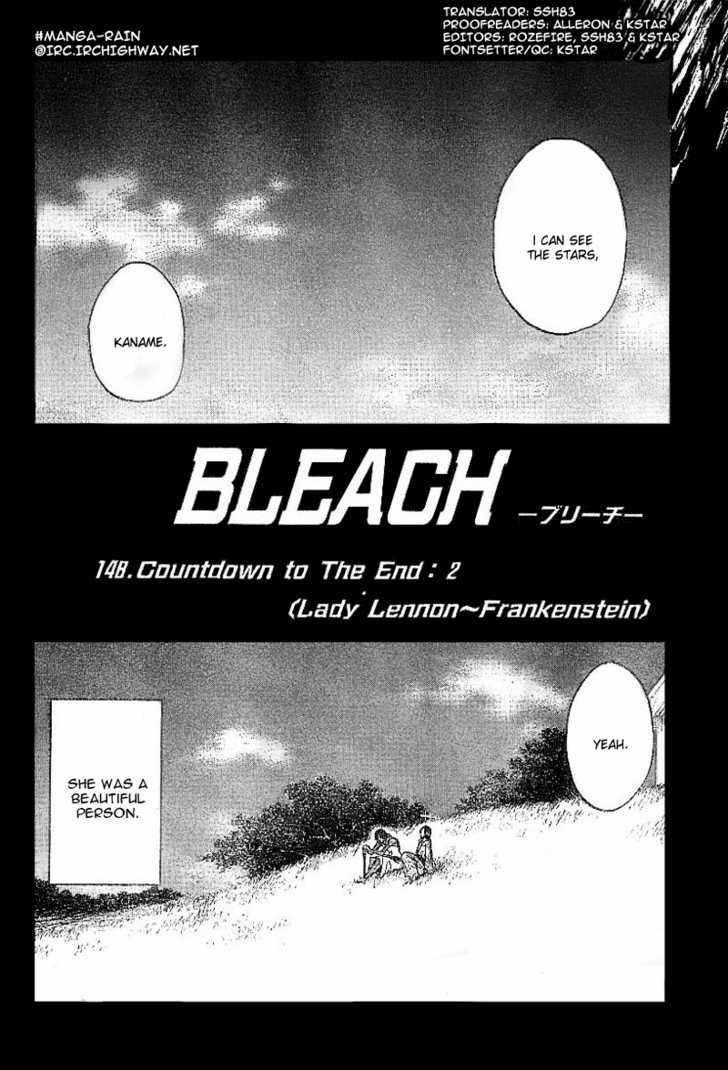 #MANGA-RAIN
@IRC.IRCHIGHWAY.NET
TRANSLATOR: SSH83
PROOFREADERS: ALLERON & KSTAR
EDITORS: ROZEFIRE, SSH83 & KSTAR
FONTSETTER/QC: KSTAR
I CAN SEE
THE STARS,
KANAME.
BLEACH
ーブリーチー
148.Countdown to The End : 2
(Lady Lennon~Frankenstein)
YEAH.
SHE WAS A
BEAUTIFUL
PERSON.